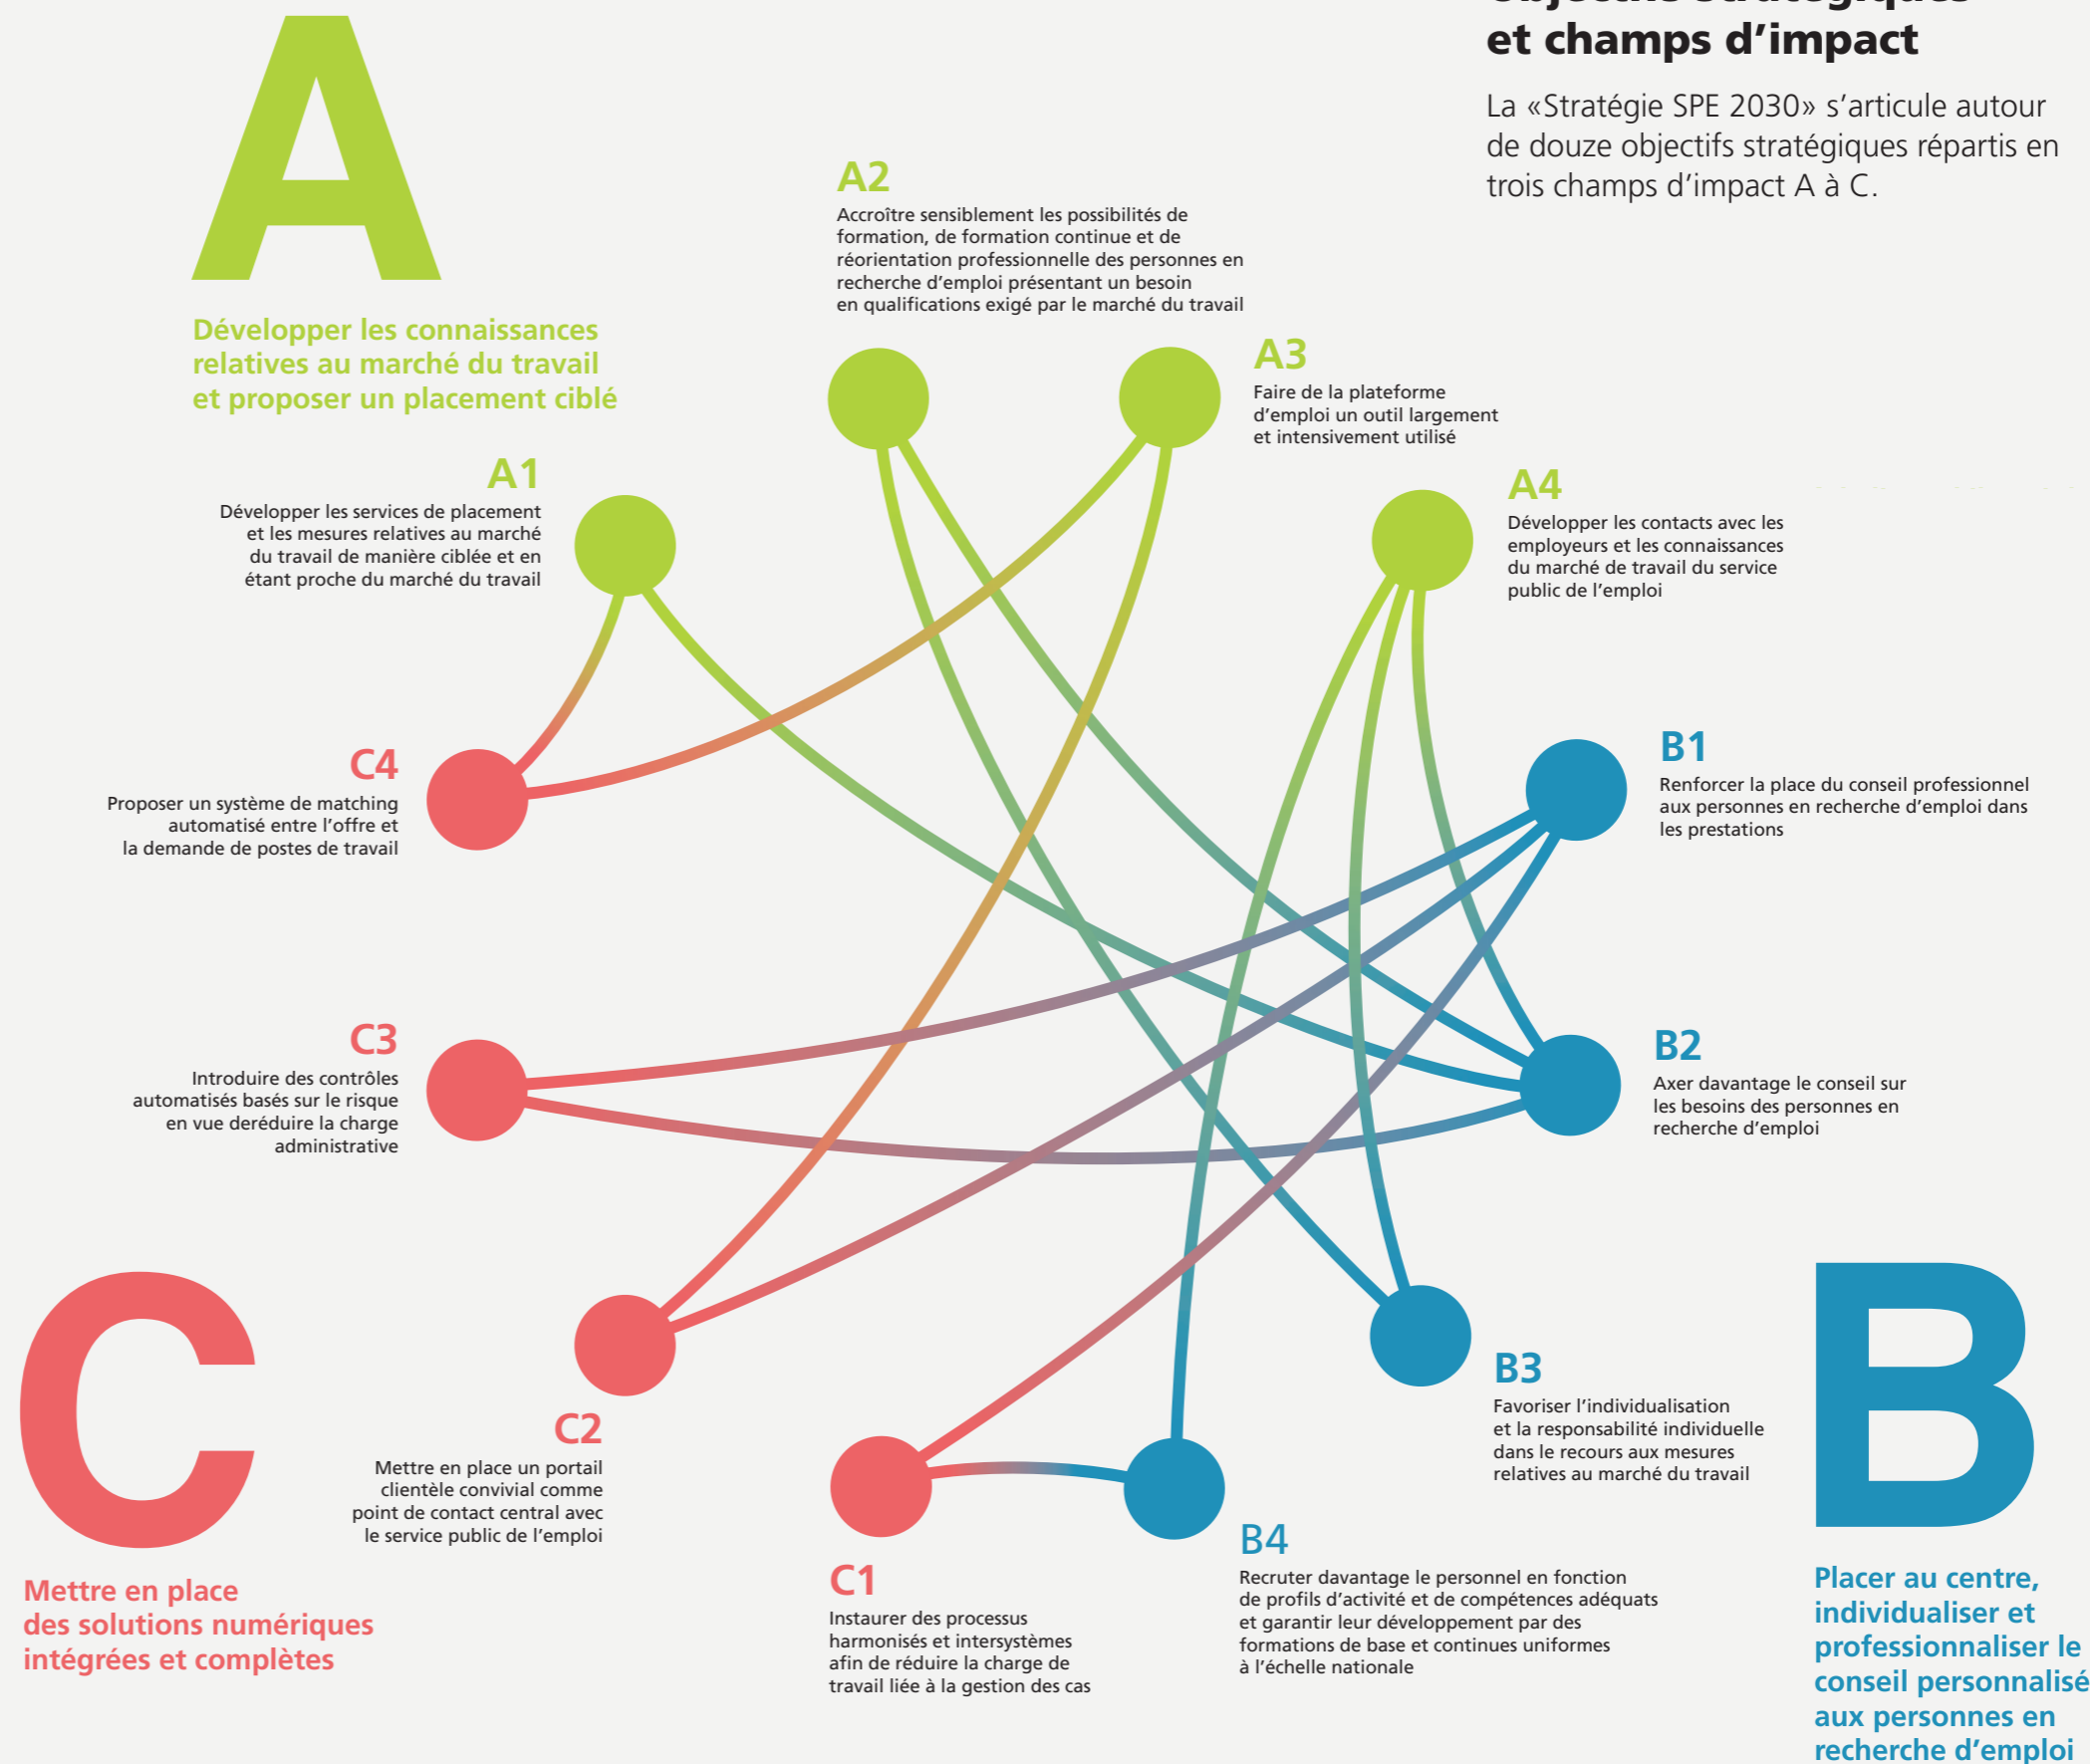 Objectifs stratégiques
et champs d’impact
La «Stratégie SPE 2030» s’articule autour
de douze objectifs stratégiques répartis en
trois champs d’impact A à C.
A
Développer les connaissances
relatives au marché du travail
et proposer un placement ciblé
A1
Développer les services de placement
et les mesures relatives au marché
du travail de manière ciblée et en
étant proche du marché du travail
A2
Accroître sensiblement les possibilités de
formation, de formation continue et de
réorientation professionnelle des personnes en
recherche d’emploi présentant un besoin
en qualifications exigé par le marché du travail
A3
Faire de la plateforme
d’emploi un outil largement
et intensivement utilisé
A4
Développer les contacts avec les
employeurs et les connaissances
du marché de travail du service
public de l’emploi
B1
Renforcer la place du conseil professionnel
aux personnes en recherche d’emploi dans
les prestations
B2
Axer davantage le conseil sur
les besoins des personnes en
recherche d’emploi
B3
Favoriser l’individualisation
et la responsabilité individuelle
dans le recours aux mesures
relatives au marché du travail
B4
Recruter davantage le personnel en fonction
de profils d’activité et de compétences adéquats
et garantir leur développement par des
formations de base et continues uniformes
à l’échelle nationale
B
Placer au centre,
individualiser et
professionnaliser le
conseil personnalisé
aux personnes en
recherche d’emploi
C1
Instaurer des processus
harmonisés et intersystèmes
afin de réduire la charge de
travail liée à la gestion des cas
C2
Mettre en place un portail
clientèle convivial comme
point de contact central avec
le service public de l’emploi
C3
Introduire des contrôles
automatisés basés sur le risque
en vue deréduire la charge
administrative
C4
Proposer un système de matching
automatisé entre l’offre et
la demande de postes de travail
C
Mettre en place
des solutions numériques
intégrées et complètes